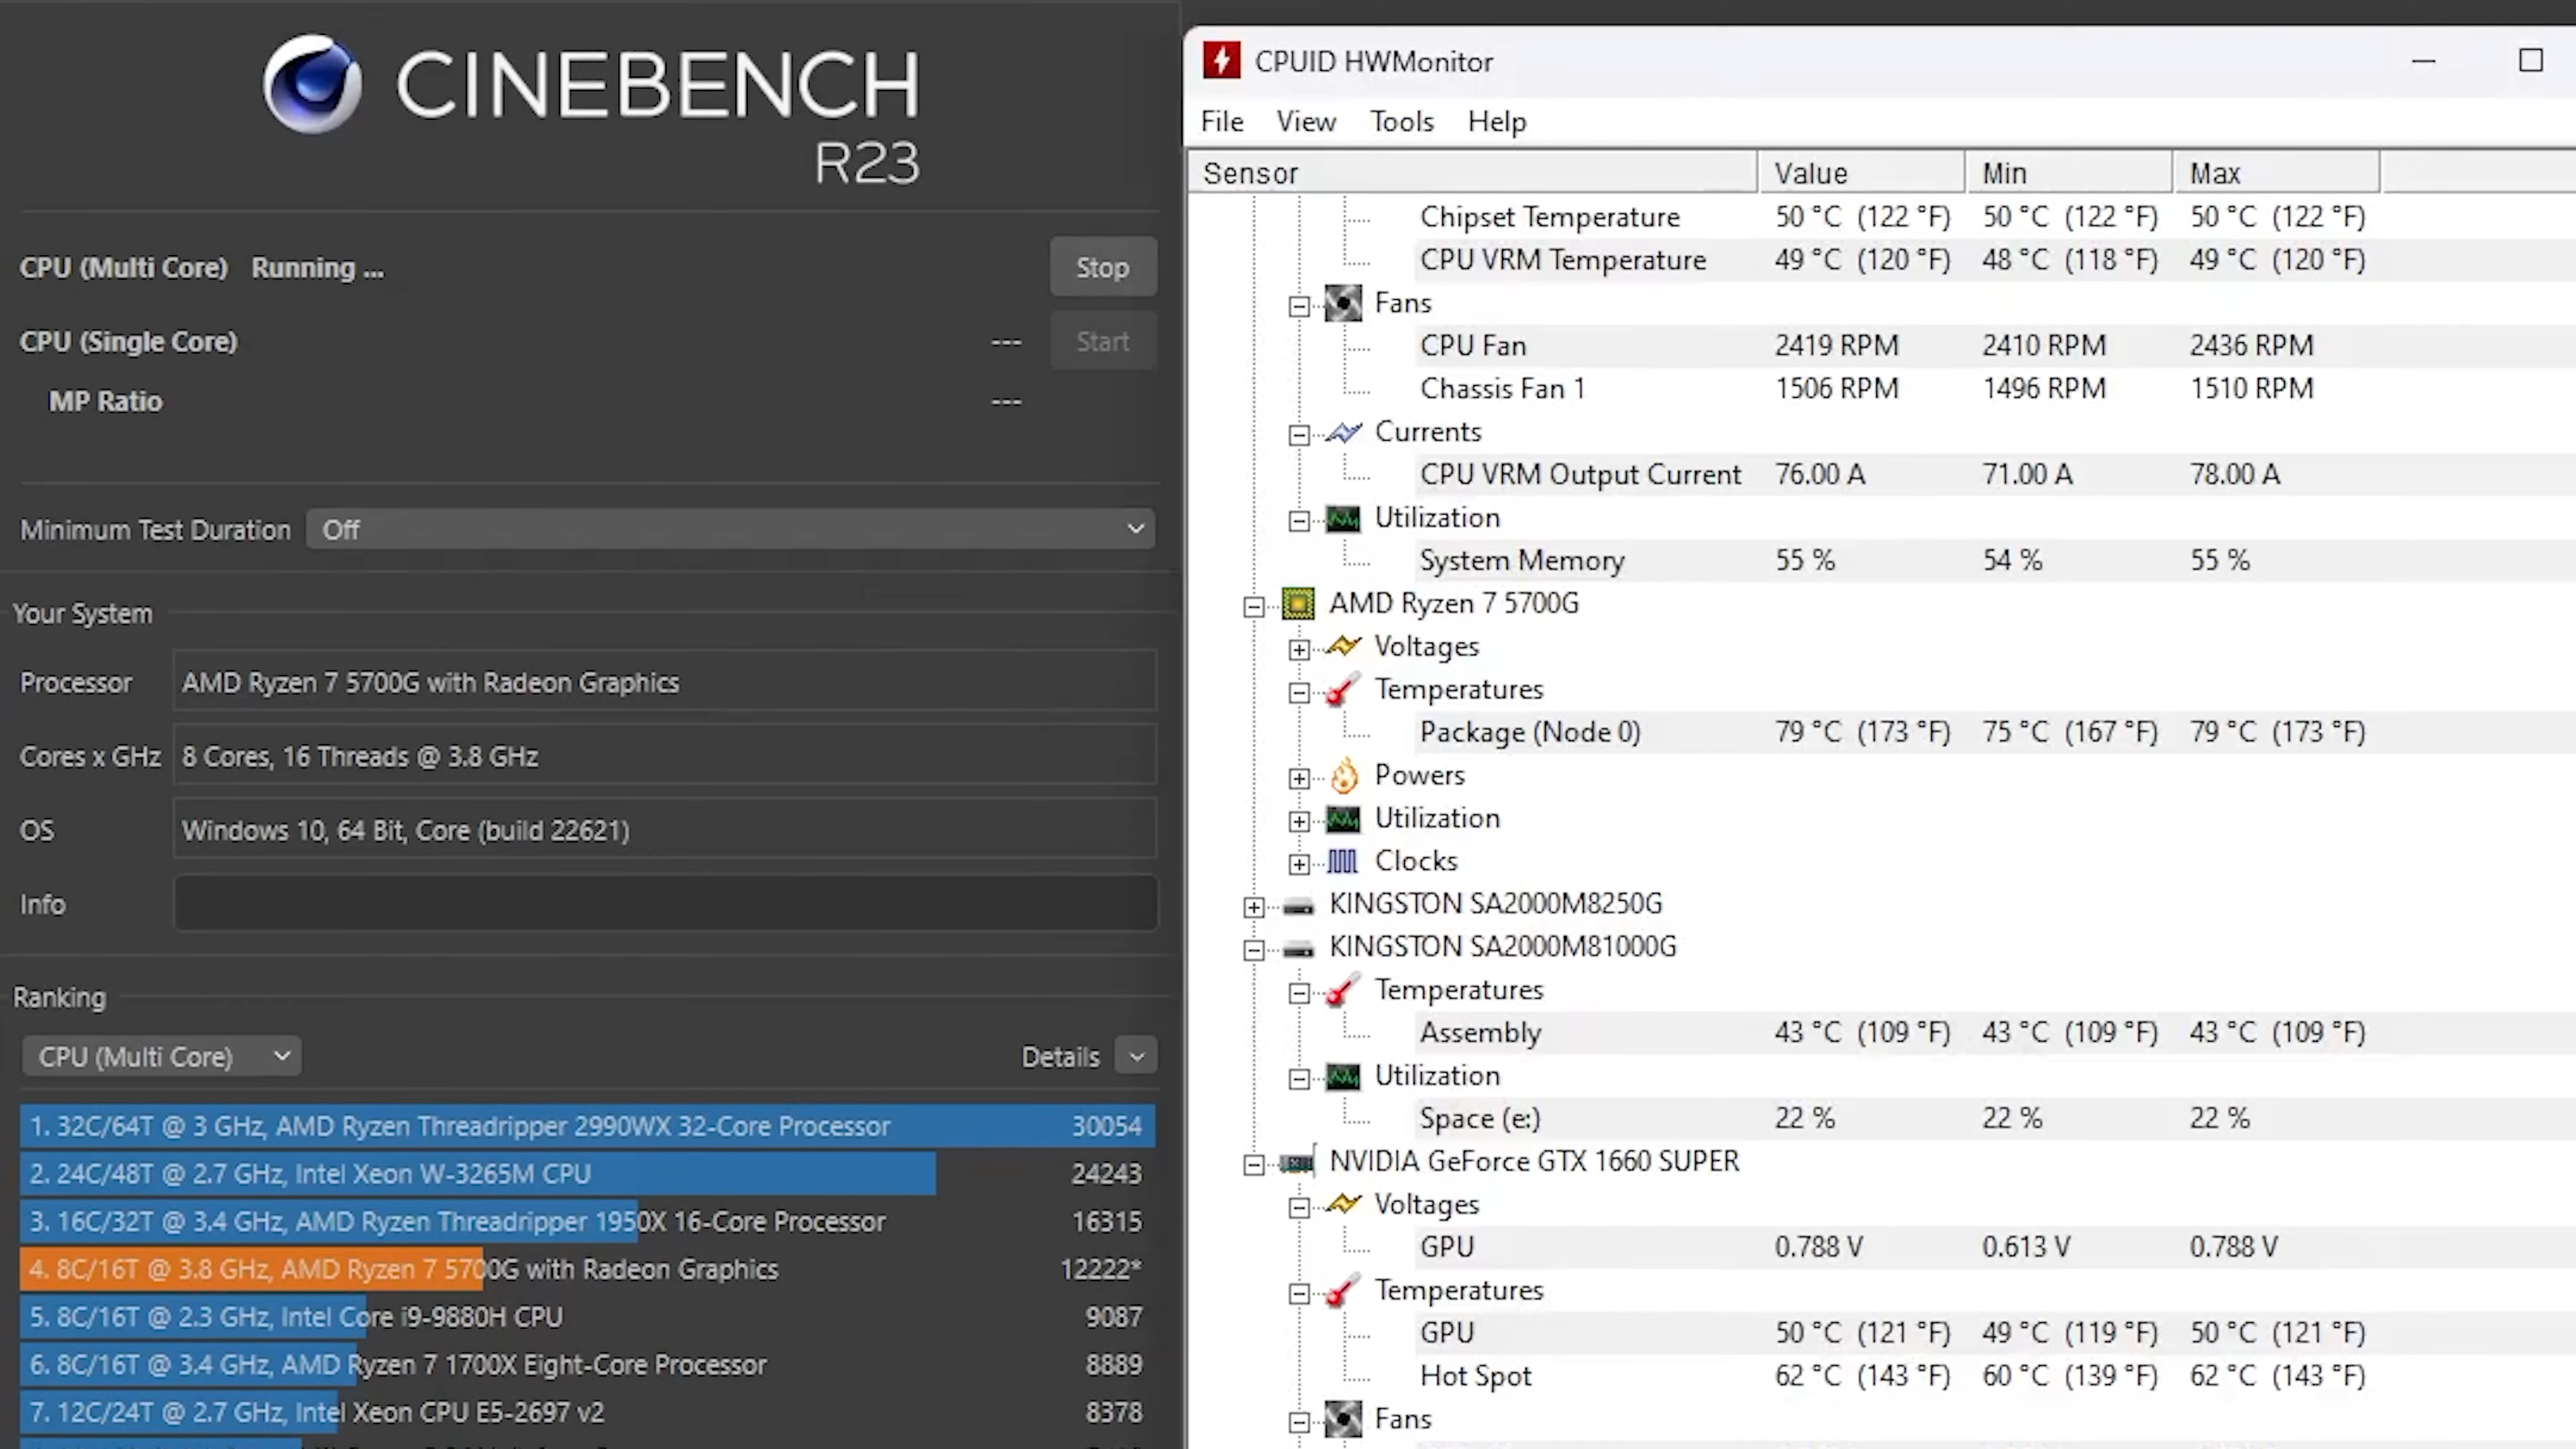 CINEBENCH
R23
CPU (Multi Core) Running ... Stop
CPU (Single Core) --- Start
MP Ratio ---
Minimum Test Duration Off
Your System
Processor AMD Ryzen 7 5700G with Radeon Graphics
Cores x GHz 8 Cores, 16 Threads @ 3.8 GHz
OS Windows 10, 64 Bit, Core (build 22621)
Info
Ranking
CPU (Multi Core) Details
1. 32C/64T @ 3 GHz, AMD Ryzen Threadripper 2990WX 32-Core Processor 30054
2. 24C/48T @ 2.7 GHz, Intel Xeon W-3265M CPU 24243
3. 16C/32T @ 3.4 GHz, AMD Ryzen Threadripper 1950X 16-Core Processor 16315
4. 8C/16T @ 3.8 GHz, AMD Ryzen 7 5700G with Radeon Graphics 12222*
5. 8C/16T @ 2.3 GHz, Intel Core i9-9880H CPU 9087
6. 8C/16T @ 3.4 GHz, AMD Ryzen 7 1700X Eight-Core Processor 8889
7. 12C/24T @ 2.7 GHz, Intel Xeon CPU E5-2697 v2 8378
CPUID HWMonitor
File View Tools Help
Sensor Value Min Max
Chipset Temperature 50 °C (122 °F) 50 °C (122 °F) 50 °C (122 °F)
CPU VRM Temperature 49 °C (120 °F) 48 °C (118 °F) 49 °C (120 °F)
Fans
CPU Fan 2419 RPM 2410 RPM 2436 RPM
Chassis Fan 1 1506 RPM 1496 RPM 1510 RPM
Currents
CPU VRM Output Current 76.00 A 71.00 A 78.00 A
Utilization
System Memory 55 % 54 % 55 %
AMD Ryzen 7 5700G
Voltages
Temperatures
Package (Node 0) 79 °C (173 °F) 75 °C (167 °F) 79 °C (173 °F)
Powers
Utilization
Clocks
KINGSTON SA2000M8250G
KINGSTON SA2000M81000G
Temperatures
Assembly 43 °C (109 °F) 43 °C (109 °F) 43 °C (109 °F)
Utilization
Space (e:) 22 % 22 % 22 %
NVIDIA GeForce GTX 1660 SUPER
Voltages
GPU 0.788 V 0.613 V 0.788 V
Temperatures
GPU 50 °C (121 °F) 49 °C (119 °F) 50 °C (121 °F)
Hot Spot 62 °C (143 °F) 60 °C (139 °F) 62 °C (143 °F)
Fans